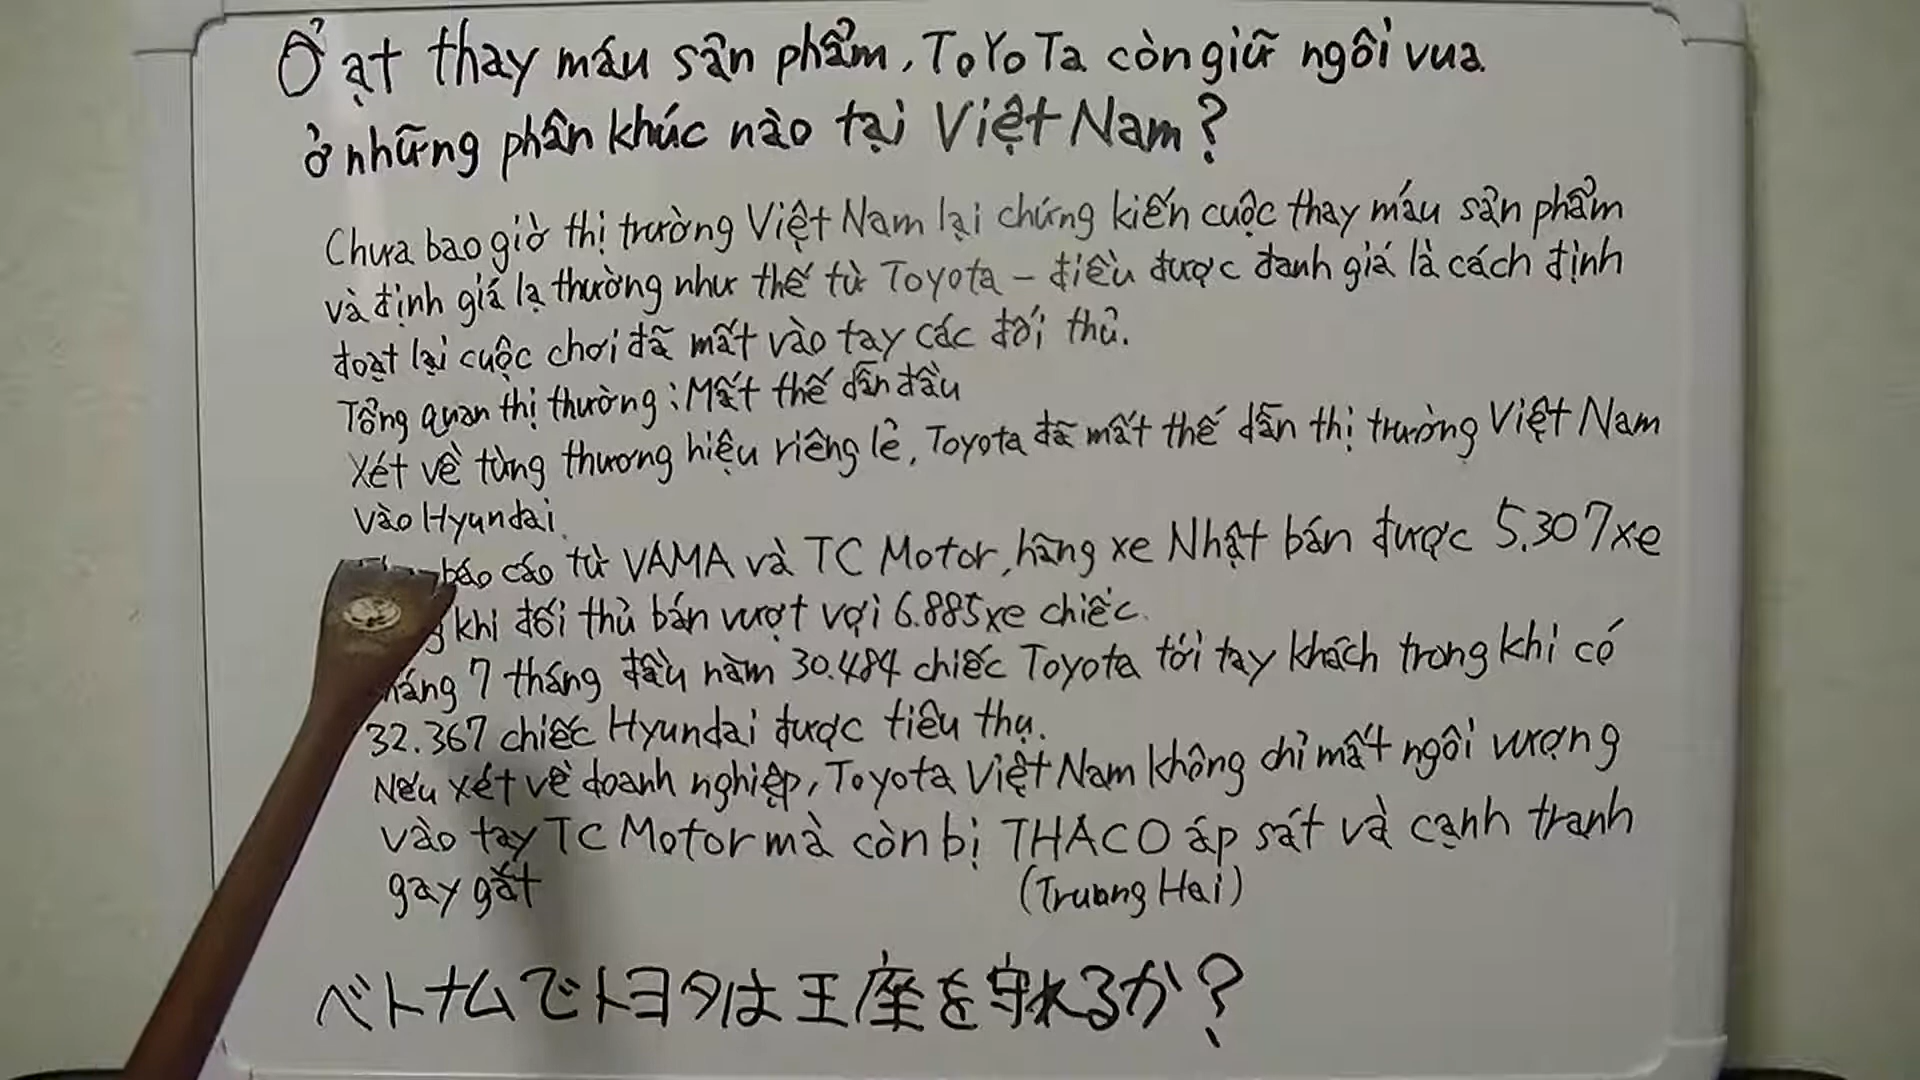 Ồ ạt thay máu sản phẩm, ToYoTa còn giữ ngôi vua
ở những phân khúc nào tại Việt Nam?
Chưa bao giờ thị trường Việt Nam lại chứng kiến cuộc thay máu sản phẩm
và định giá lạ thường như thế từ Toyota – điều được đanh giá là cách định
đoạt lại cuộc chơi đã mất vào tay các đối thủ.
Tổng quan thị thường: Mất thế dẫn đầu
Xét về từng thương hiệu riêng lẻ, Toyota đã mất thế dẫn thị trường Việt Nam
vào Hyundai.
báo cáo từ VAMA và TC Motor, hãng xe Nhật bán được 5.307xe
khi đối thủ bán vượt vợi 6.885xe chiếc.
7 tháng đầu năm 30.484 chiếc Toyota tới tay khách trong khi có
32.367 chiếc Hyundai được tiêu thụ.
Nếu xét về doanh nghiệp, Toyota Việt Nam không chỉ mất ngôi vượng
vào tay TC Motor mà còn bị THACO áp sát và cạnh tranh
gay gắt
(Truong Hai)
ベトナムでトヨタは王座を守れるか?